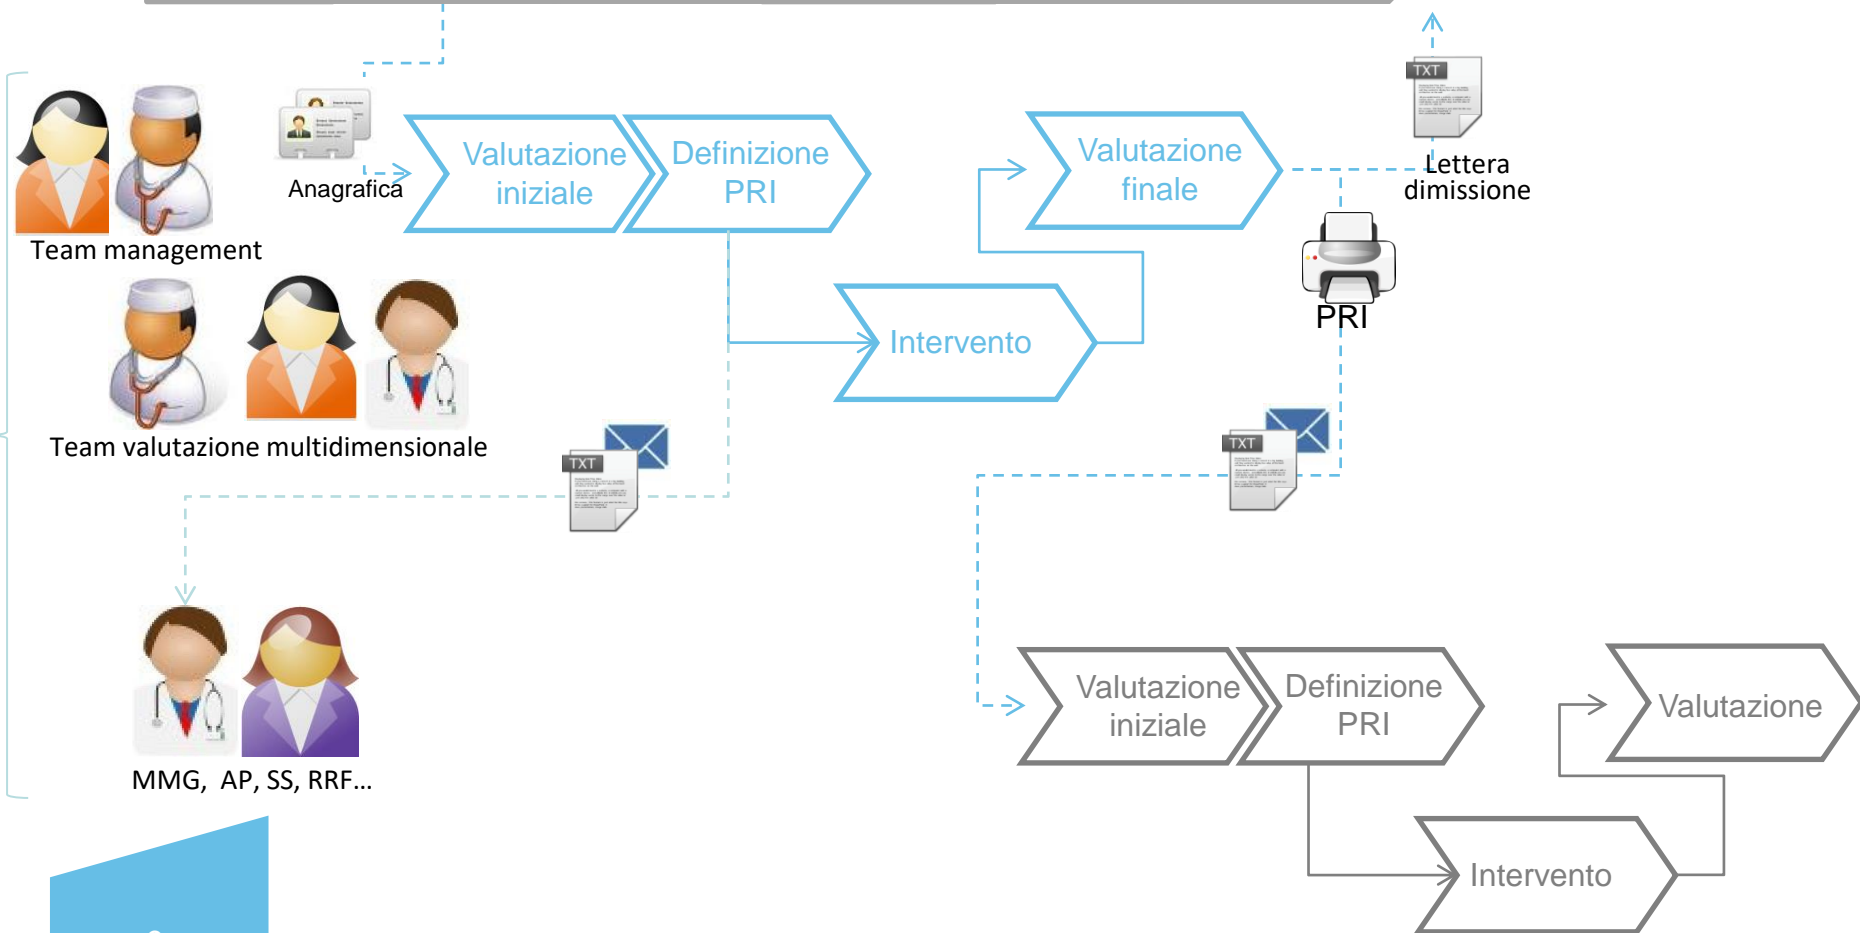 TXT
Lettera
dimissione
Anagrafica
Valutazione
iniziale
Definizione
PRI
Valutazione
finale
Team management
PRI
Intervento
Team valutazione multidimensionale
TXT
TXT
MMG, AP, SS, RRF...
Valutazione
iniziale
Definizione
PRI
Valutazione
Intervento